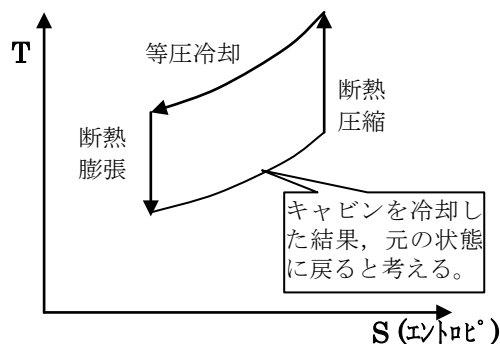 T
等圧冷却
断熱
圧縮
断熱
膨張
キャビンを冷却し
た結果，元の状態
に戻ると考える。
S (ｴﾝﾄﾛﾋﾟ)